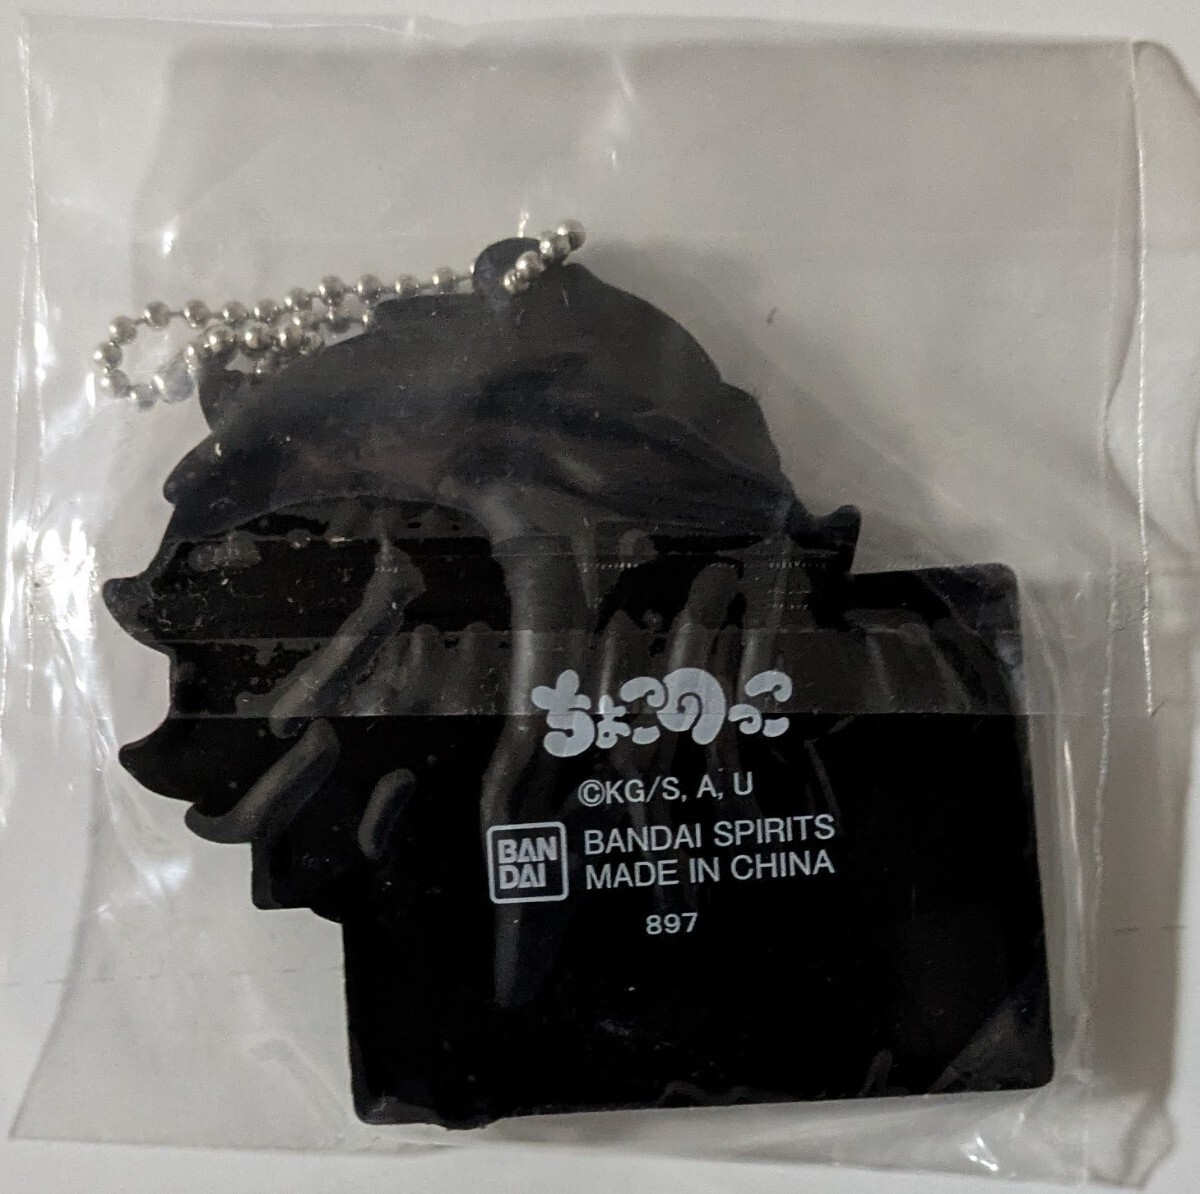 ちょこのっこ
©KG/S, A, U
BAN
DAI
BANDAI SPIRITS
MADE IN CHINA
897